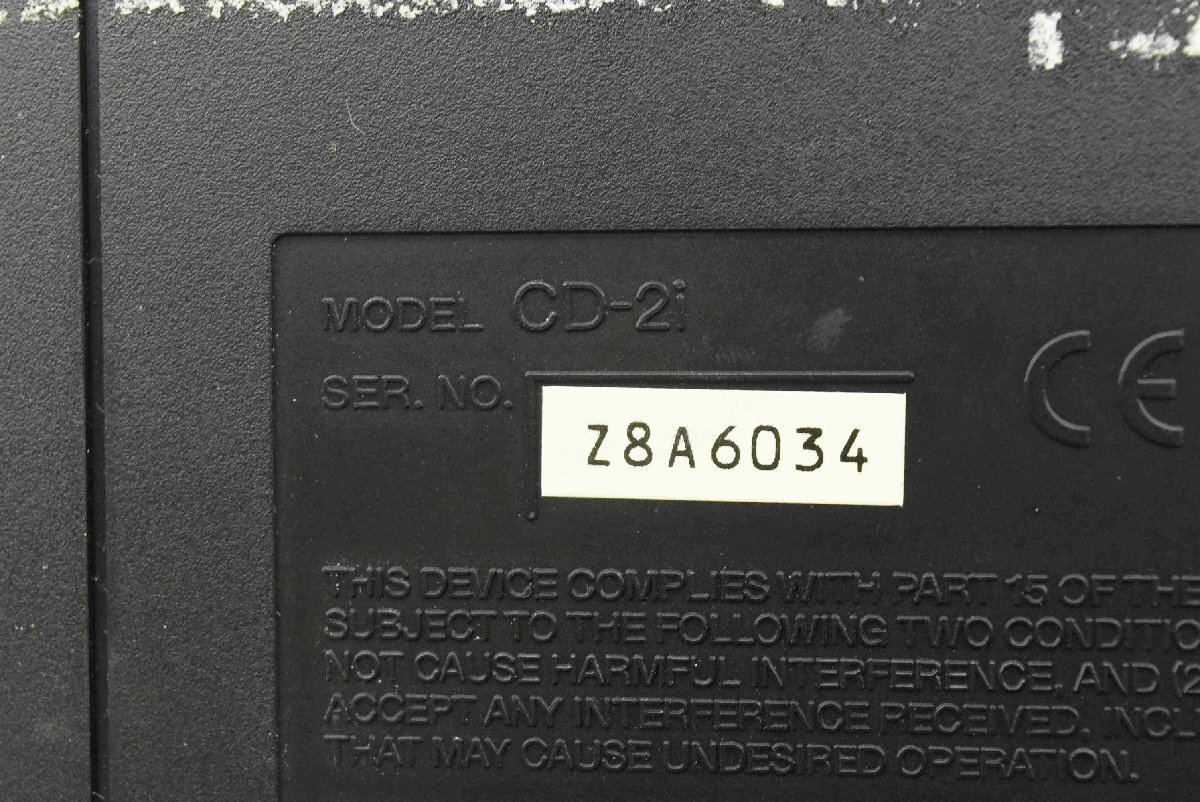 MODEL CD-2i
SER. NO. Z8A6034
CE
THIS DEVICE COMPLIES WITH PART 15 OF THE
SUBJECT TO THE FOLLOWING TWO CONDITIO
NOT CAUSE HARMFUL INTERFERENCE, AND (2
ACCEPT ANY INTERFERENCE RECEIVED, INCL
THAT MAY CAUSE UNDESIRED OPERATION.